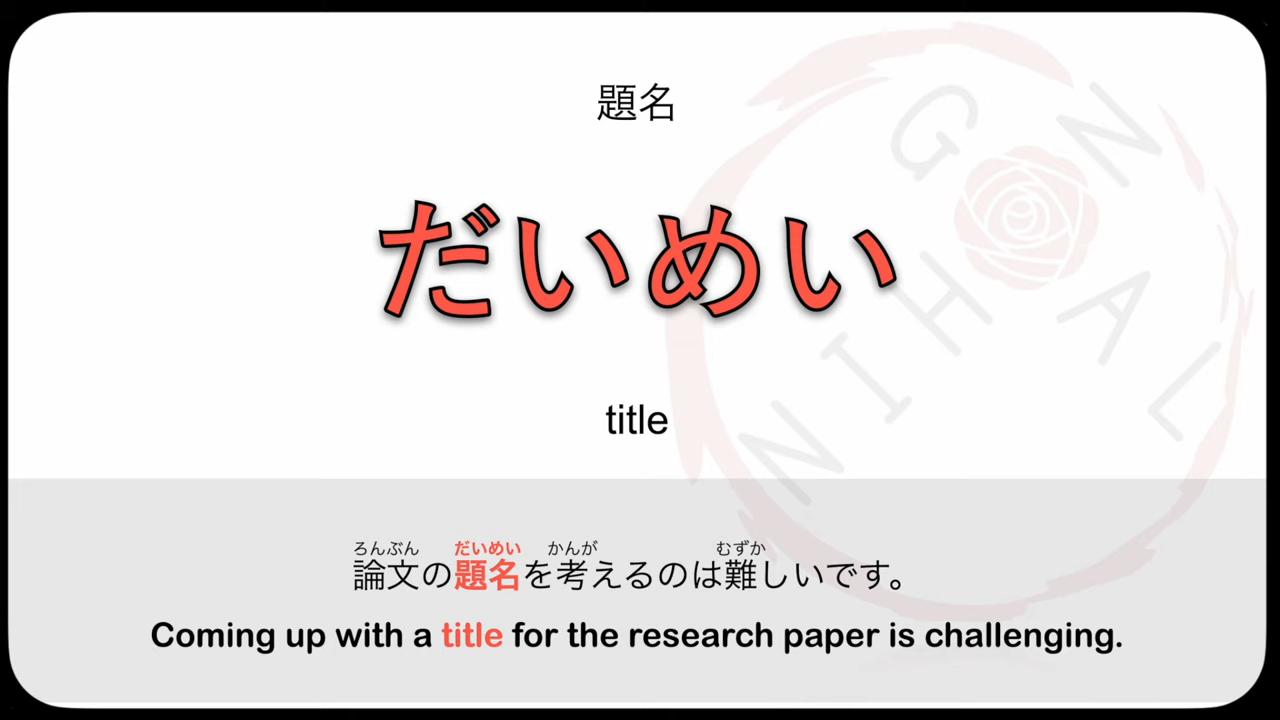 題名
だいめい
title
ろんぶん だいめい かんが むずか
論文の題名を考えるのは難しいです。
Coming up with a title for the research paper is challenging.
NIHONGOAL